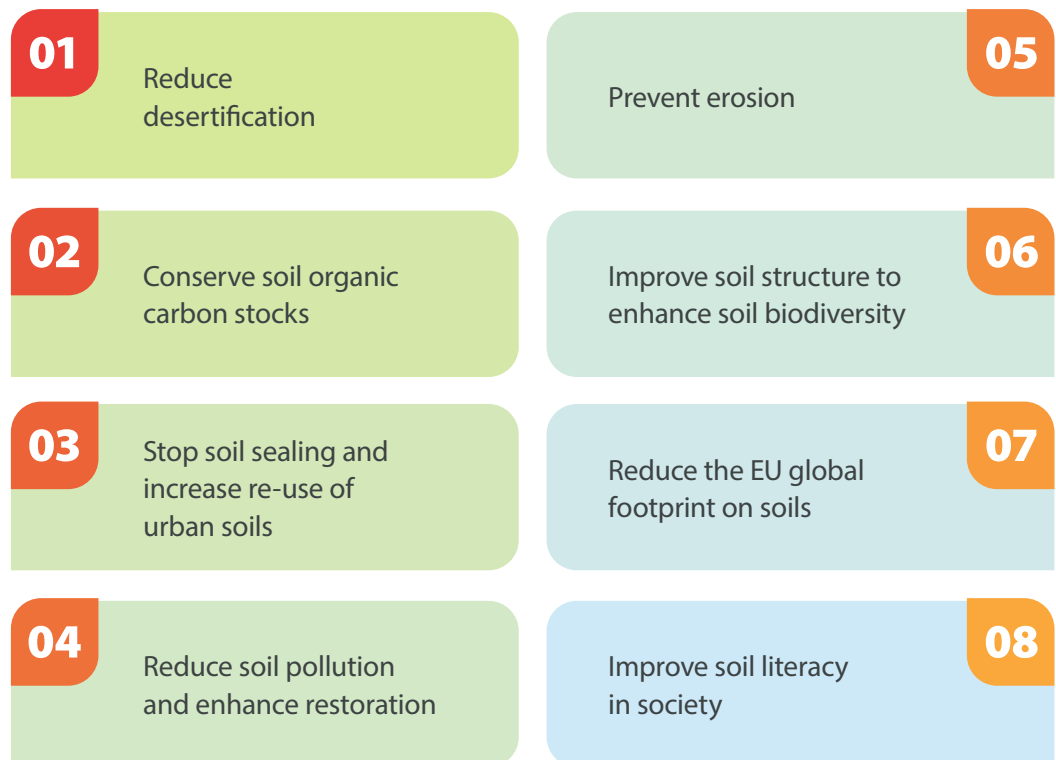 01
Reduce
desertification
02
Conserve soil organic
carbon stocks
03
Stop soil sealing and
increase re-use of
urban soils
04
Reduce soil pollution
and enhance restoration
05
Prevent erosion
06
Improve soil structure to
enhance soil biodiversity
07
Reduce the EU global
footprint on soils
08
Improve soil literacy
in society